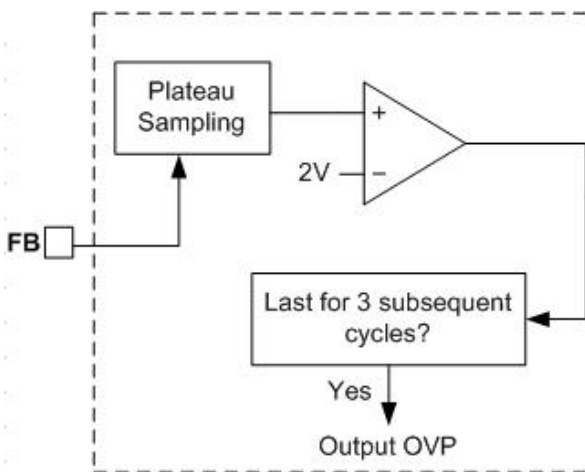 Plateau
Sampling
+
2V
−
FB
Last for 3 subsequent
cycles?
Yes
Output OVP